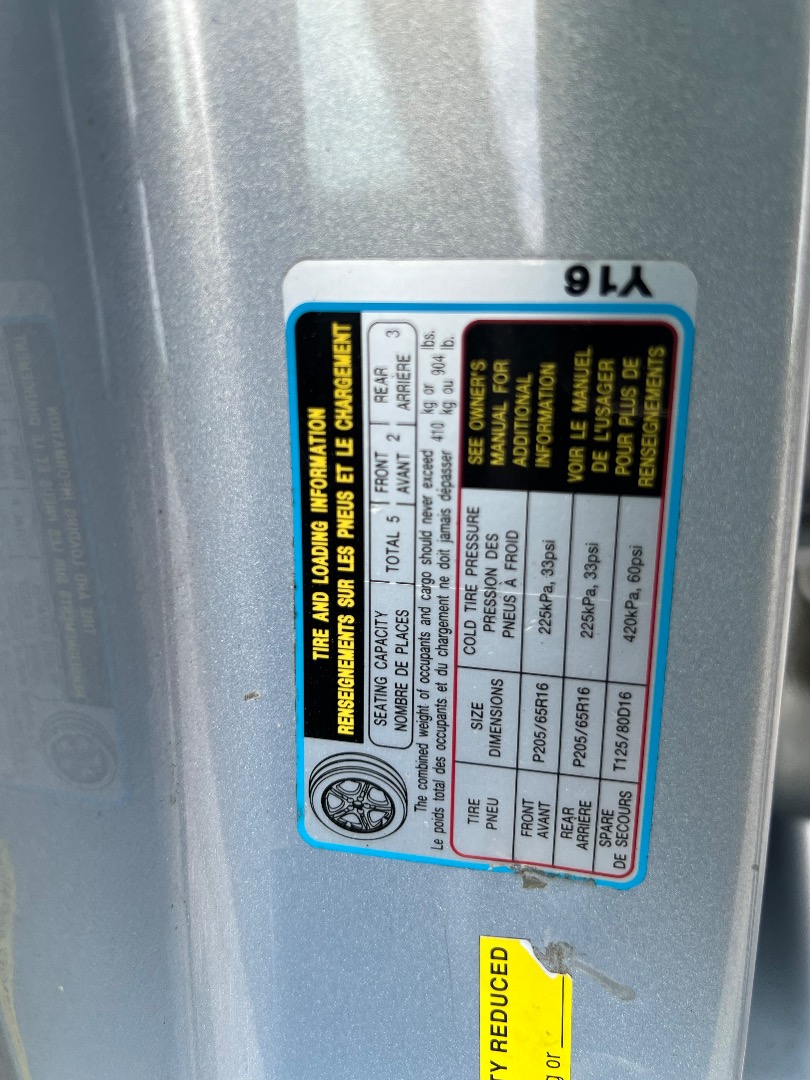 TIRE AND LOADING INFORMATION
RENSEIGNEMENTS SUR LES PNEUS ET LE CHARGEMENT
SEATING CAPACITY
NOMBRE DE PLACES
TOTAL 5
FRONT
AVANT
2
REAR
ARRIÈRE
3
The combined weight of occupants and cargo should never exceed 410 kg or 904 lbs.
Le poids total des occupants et du chargement ne doit jamais dépasser kg ou lb.
TIRE
PNEU
SIZE
DIMENSIONS
COLD TIRE PRESSURE
PRESSION DES
PNEUS À FROID
FRONT
AVANT
P205/65R16
225kPa, 33psi
REAR
ARRIÈRE
P205/65R16
225kPa, 33psi
SPARE
DE SECOURS
T125/80D16
420kPa, 60psi
SEE OWNER'S
MANUAL FOR
ADDITIONAL
INFORMATION
VOIR LE MANUEL
DE L'USAGER
POUR PLUS DE
RENSEIGNEMENTS
Y16
TY REDUCED
g or